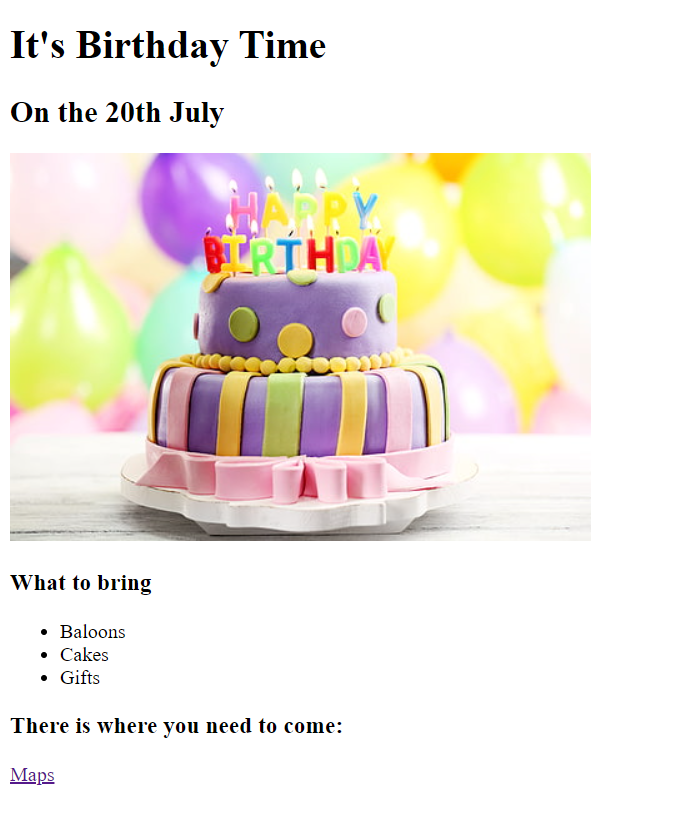 It's Birthday Time
On the 20th July
HAPPY
BIRTHDAY
What to bring
Baloons
Cakes
Gifts
There is where you need to come:
Maps